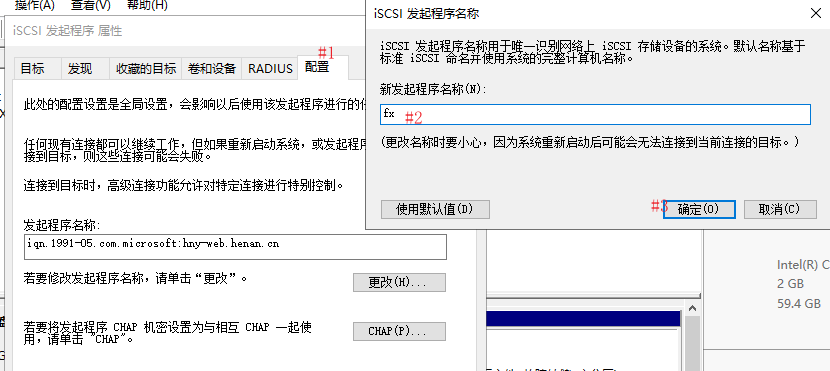 操作(A) 查看(V) 帮助(H)
iSCSI 发起程序 属性
#1
目标 发现 收藏的目标 卷和设备 RADIUS 配置
此处的配置设置是全局设置，会影响以后使用该发起程序进行的
任何现有连接都可以继续工作，但如果重新启动系统，或发起程序
接到目标，则这些连接可能会失败。
连接到目标时，高级连接功能允许对特定连接进行特别控制。
发起程序名称:
iqn.1991-05.com.microsoft:hny-web.henan.cn
若要修改发起程序名称，请单击“更改”。
更改(H)...
若要将发起程序 CHAP 机密设置为与相互 CHAP 一起使
用，请单击 "CHAP"。
CHAP(P)...
iSCSI 发起程序名称
iSCSI 发起程序名称用于唯一识别网络上 iSCSI 存储设备的系统。默认名称基于
标准 iSCSI 命名并使用系统的完整计算机名称。
新发起程序名称(N):
fx #2
(更改名称时要小心，因为系统重新启动后可能会无法连接到当前连接的目标。)
使用默认值(D) #3 确定(O) 取消(C)
Intel(R) C
2 GB
59.4 GB